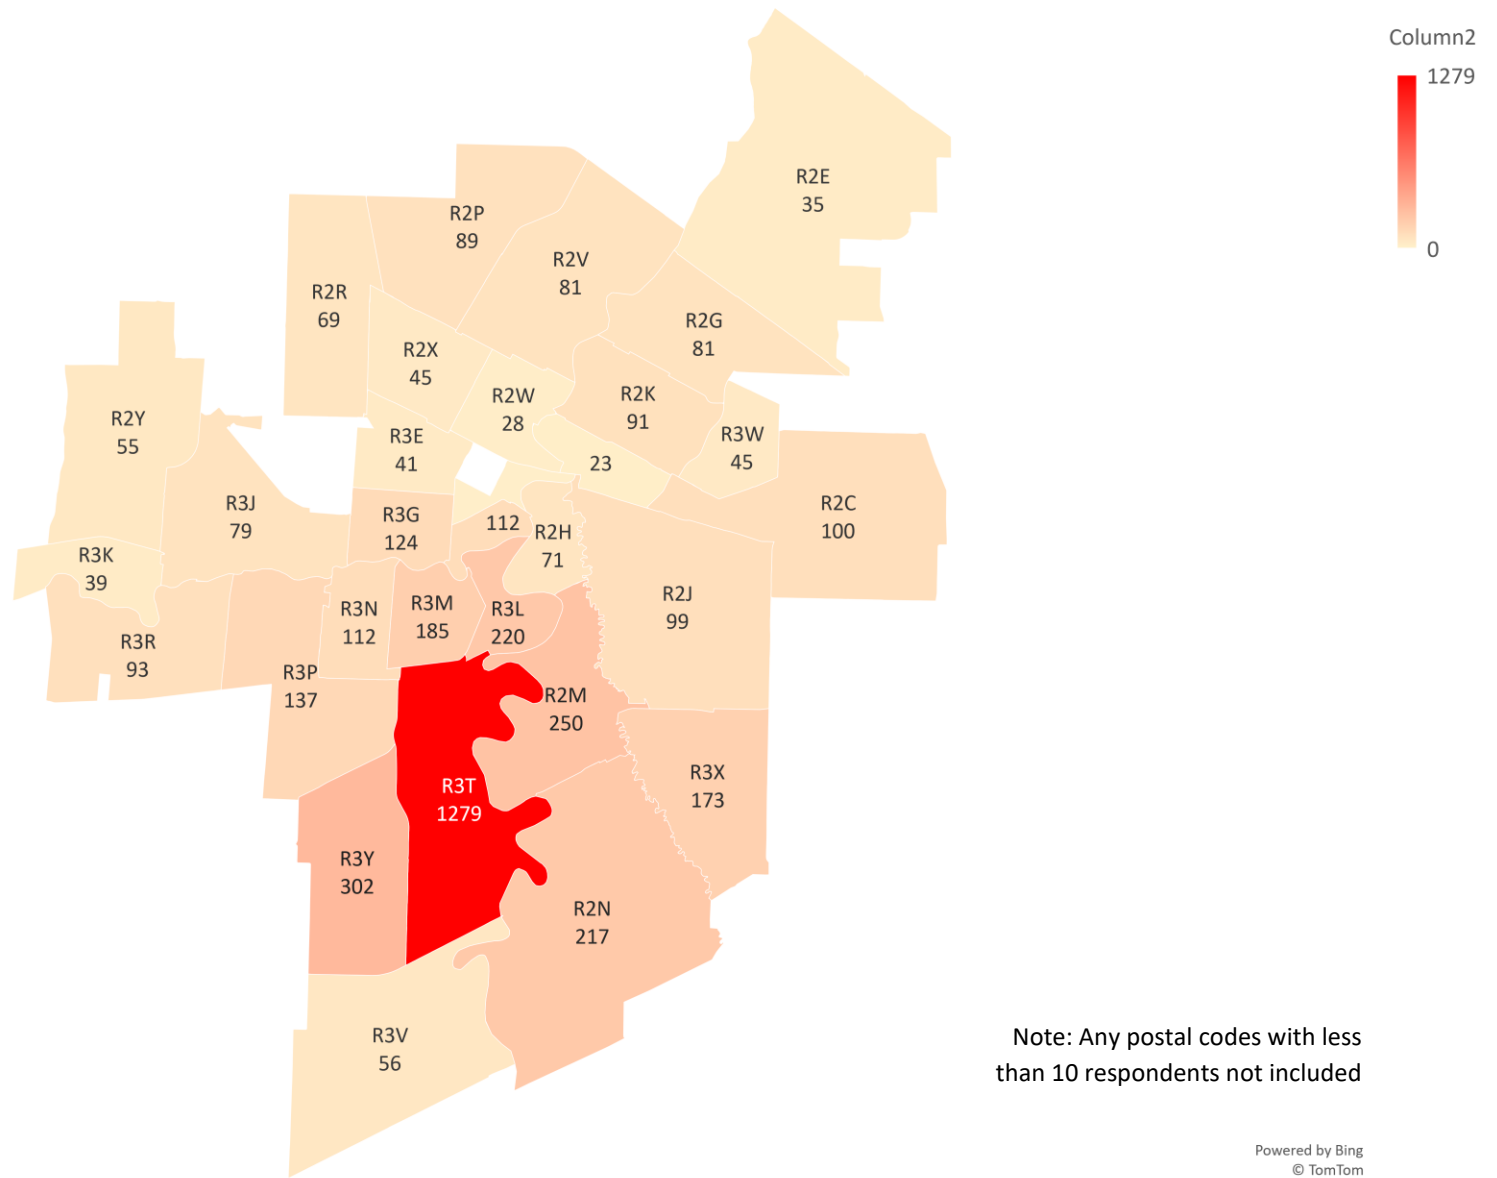 Column2
1279
0
R2E
35
R2P
89
R2V
81
R2R
69
R2G
81
R2X
45
R2W
28
R2K
91
R2Y
55
R3E
41
R3W
45
23
R3J
79
R3G
124
112
R2H
71
R2C
100
R3K
39
R3N
112
R3M
185
R3L
220
R2J
99
R3R
93
R3P
137
R2M
250
R3T
1279
R3X
173
R3Y
302
R2N
217
R3V
56
Note: Any postal codes with less
than 10 respondents not included
Powered by Bing
© TomTom